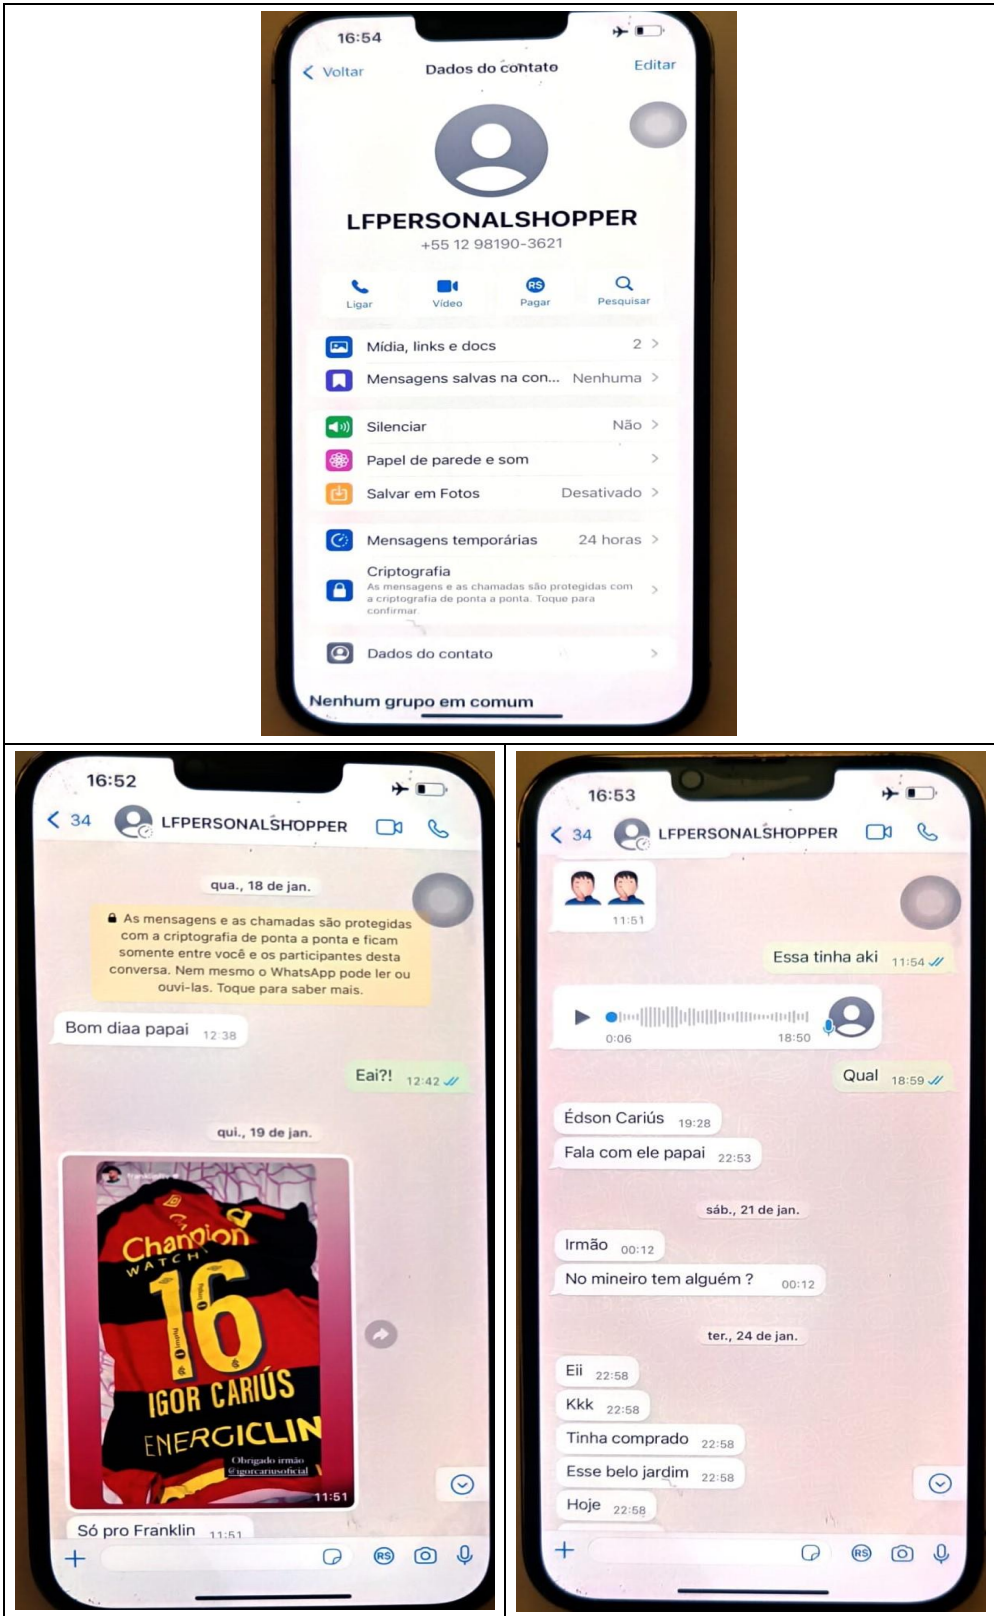 16:54
Voltar
Dados do contato
Editar
LFPERSONALSHOPPER
+55 12 98190-3621
Ligar
Vídeo
Pagar
Pesquisar
Mídia, links e docs 2
Mensagens salvas na con... Nenhuma
Silenciar Não
Papel de parede e som
Salvar em Fotos Desativado
Mensagens temporárias 24 horas
Criptografia
As mensagens e as chamadas são protegidas com
a criptografia de ponta a ponta. Toque para
confirmar.
Dados do contato
Nenhum grupo em comum
16:52
34 LFPERSONALSHOPPER
qua., 18 de jan.
As mensagens e as chamadas são protegidas
com a criptografia de ponta a ponta e ficam
somente entre você e os participantes desta
conversa. Nem mesmo o WhatsApp pode ler ou
ouvi-las. Toque para saber mais.
Bom diaa papai 12:38
Eai?! 12:42
qui., 19 de jan.
Champion
WATCH
16
IGOR CARIÚS
ENERGICLIN
Obrigado irmão
@igorcariusoficial
11:51
Só pro Franklin 11:51
R$
16:53
34 LFPERSONALSHOPPER
11:51
Essa tinha aki 11:54
0:06 18:50
Qual 18:59
Édson Cariús 19:28
Fala com ele papai 22:53
sáb., 21 de jan.
Irmão 00:12
No mineiro tem alguém ? 00:12
ter., 24 de jan.
Eii 22:58
Kkk 22:58
Tinha comprado 22:58
Esse belo jardim 22:58
Hoje 22:58
R$